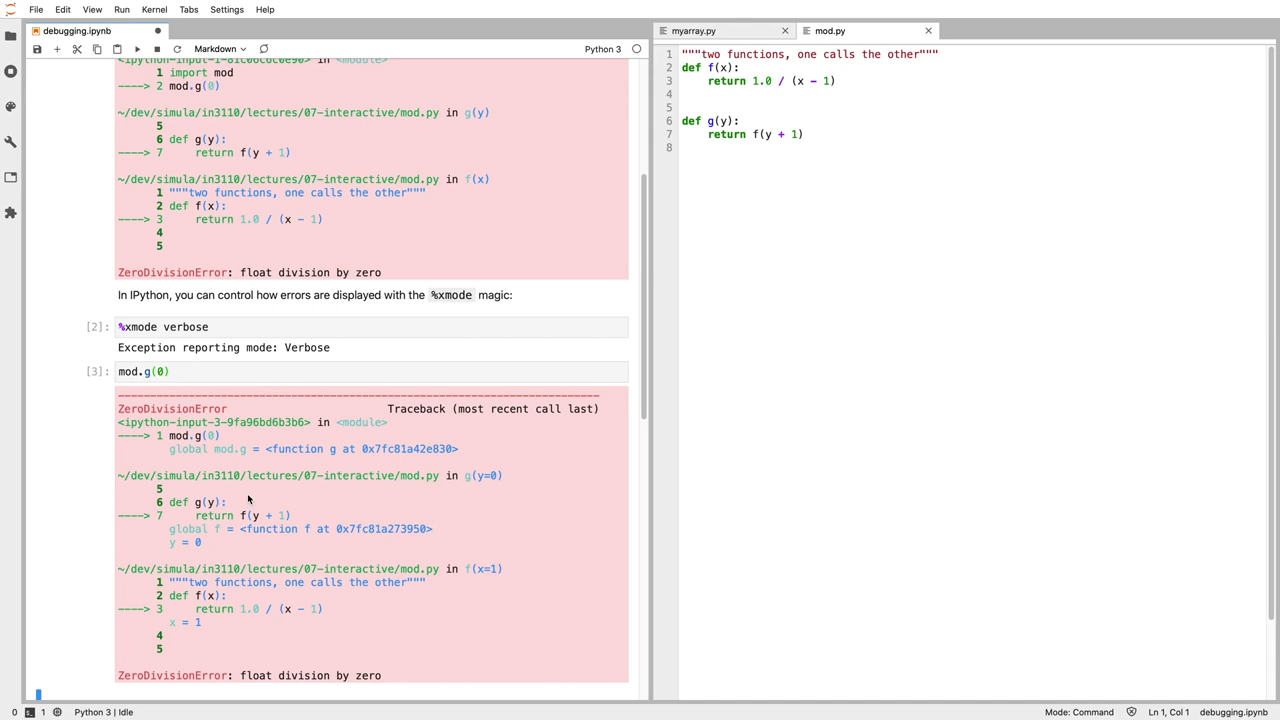 File Edit View Run Kernel Tabs Settings Help
debugging.ipynb
Markdown
Python 3
in <module>
1 import mod
----> 2 mod.g(0)
~/dev/simula/in3110/lectures/07-interactive/mod.py in g(y)
5
6 def g(y):
----> 7 return f(y + 1)
~/dev/simula/in3110/lectures/07-interactive/mod.py in f(x)
1 """two functions, one calls the other"""
2 def f(x):
----> 3 return 1.0 / (x - 1)
4
5
ZeroDivisionError: float division by zero
In IPython, you can control how errors are displayed with the %xmode magic:
[2]: %xmode verbose
Exception reporting mode: Verbose
[3]: mod.g(0)
ZeroDivisionError Traceback (most recent call last)
<ipython-input-3-9fa96bd6b3b6> in <module>
----> 1 mod.g(0)
global mod.g = <function g at 0x7fc81a42e830>
~/dev/simula/in3110/lectures/07-interactive/mod.py in g(y=0)
5
6 def g(y):
----> 7 return f(y + 1)
global f = <function f at 0x7fc81a273950>
y = 0
~/dev/simula/in3110/lectures/07-interactive/mod.py in f(x=1)
1 """two functions, one calls the other"""
2 def f(x):
----> 3 return 1.0 / (x - 1)
x = 1
4
5
ZeroDivisionError: float division by zero
myarray.py
mod.py
1 """two functions, one calls the other"""
2 def f(x):
3 return 1.0 / (x - 1)
4
5
6 def g(y):
7 return f(y + 1)
8
0 1 Python 3 | Idle
Mode: Command Ln 1, Col 1 debugging.ipynb